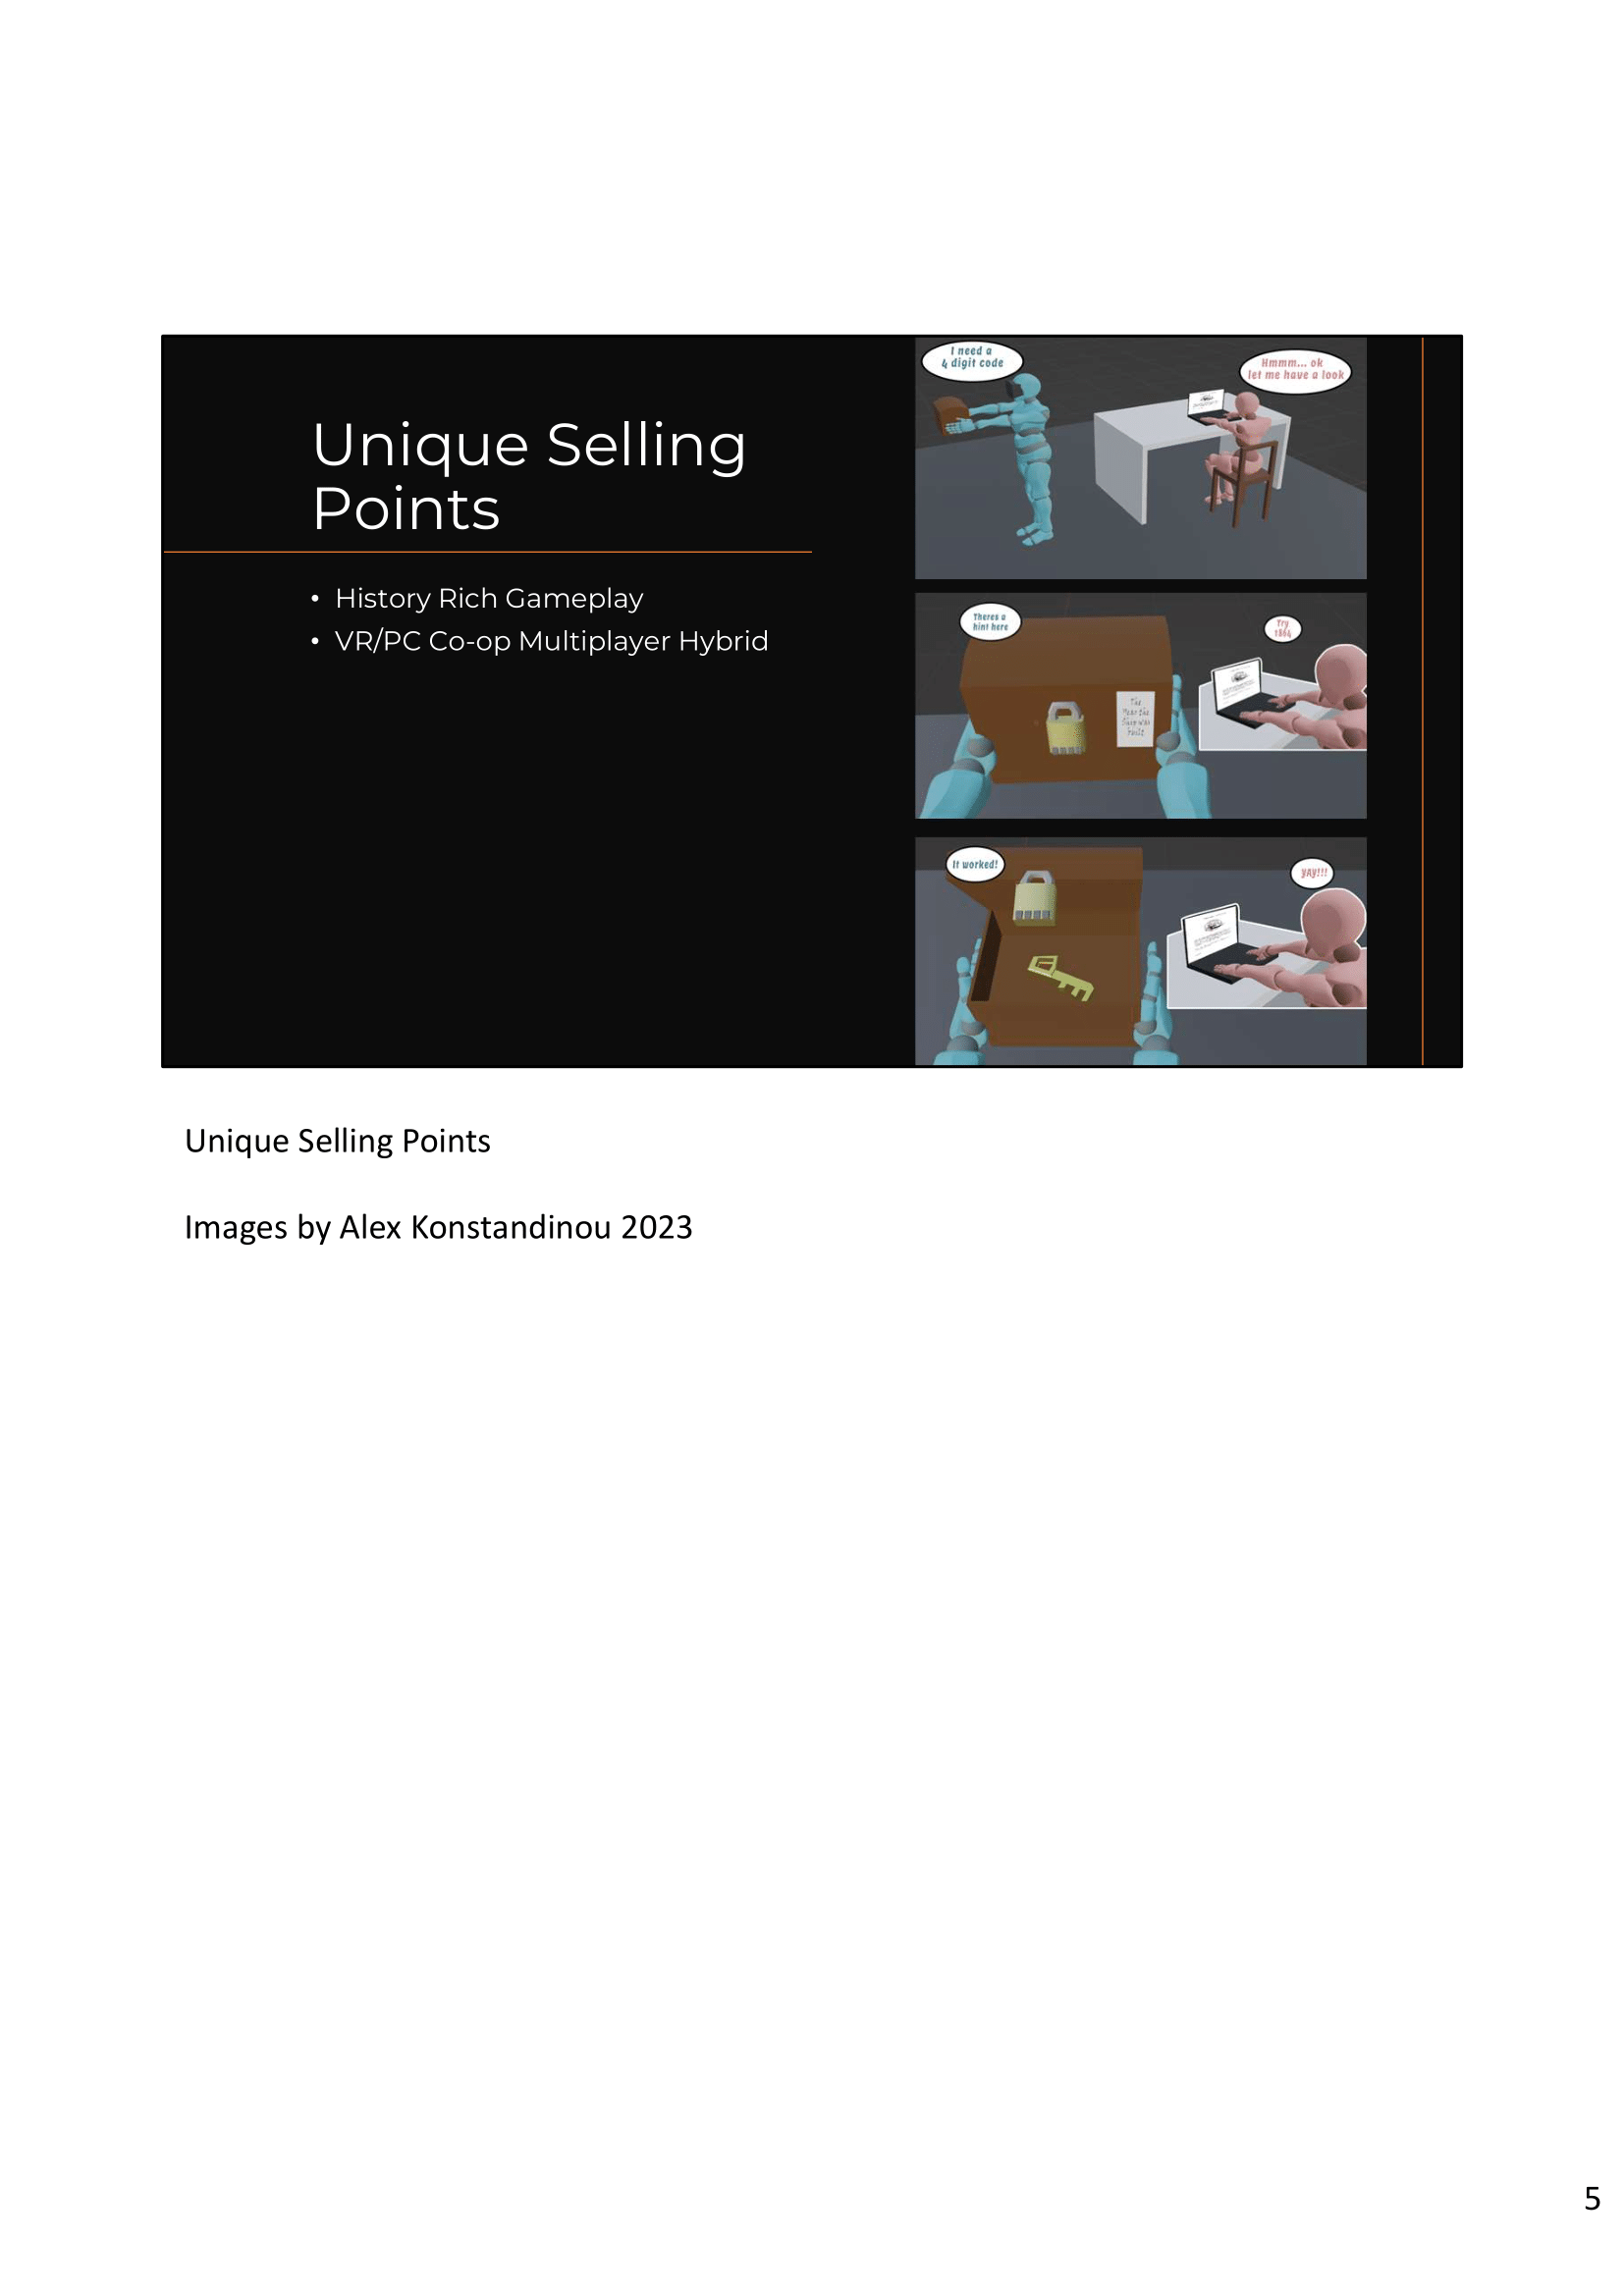 Unique Selling
Points
• History Rich Gameplay
• VR/PC Co-op Multiplayer Hybrid
I need a
4 digit code
Hmmm... ok
let me have a look
Theres a
hint here
Try
1864
The
Year the
Ship was
built
It worked!
YAY!!!
Unique Selling Points
Images by Alex Konstandinou 2023
5